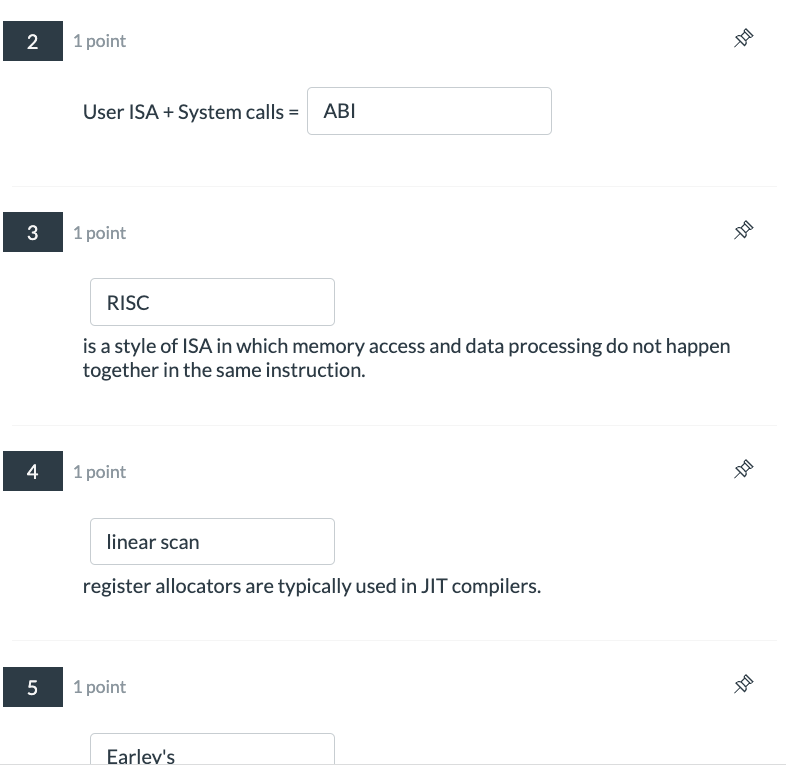 2
1 point
User ISA + System calls =
ABI
3
1 point
RISC
is a style of ISA in which memory access and data processing do not happen
together in the same instruction.
4
1 point
linear scan
register allocators are typically used in JIT compilers.
5
1 point
Earley's